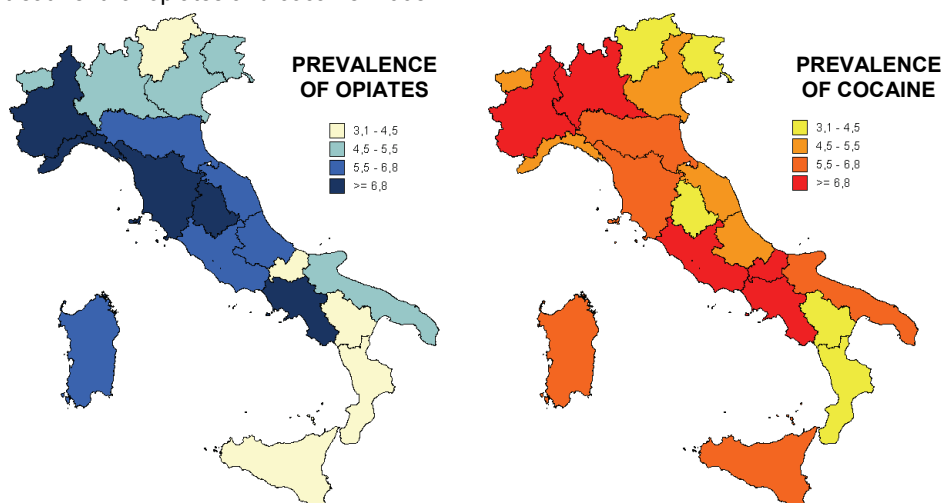 PREVALENCE
OF OPIATES
3,1 - 4,5
4,5 - 5,5
5,5 - 6,8
>= 6,8
PREVALENCE
OF COCAINE
3,1 - 4,5
4,5 - 5,5
5,5 - 6,8
>= 6,8